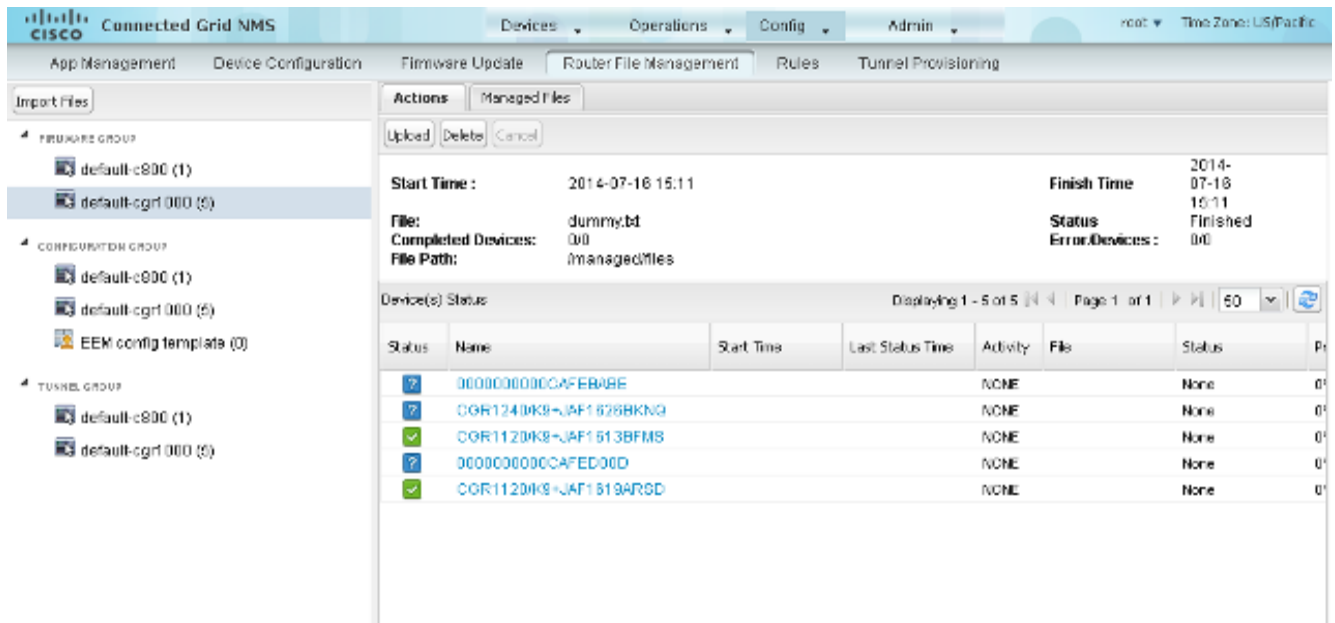 CISCO Connected Grid NMS Devices Operations Config Admin root Time Zone: US/Pacific
App Management Device Configuration Firmware Update Router File Management Rules Tunnel Provisioning
Import Files
Actions Managed Files
Upload Delete Cancel
FIRMWARE GROUP
default-c800 (1)
default-cgr1000 (5)
CONFIGURATION GROUP
default-c800 (1)
default-cgr1000 (5)
EEM config template (0)
TUNNEL GROUP
default-c800 (1)
default-cgr1000 (5)
Start Time : 2014-07-16 15:11
Finish Time 2014-
07-16
15:11
File: dummy.txt Status Finished
Completed Devices: 0/0 Error/Devices : 0/0
File Path: /managed/files
Device(s) Status Displaying 1 - 5 of 5 Page 1 of 1 50
Status Name Start Time Last Status Time Activity File Status
0000000000CAFEBABE NONE None
CGR1240/K9+JAF1626BKNQ NONE None
CGR1120/K9+JAF1613BFMS NONE None
0000000000CAFED00D NONE None
CGR1120/K9+JAF1619ARSD NONE None